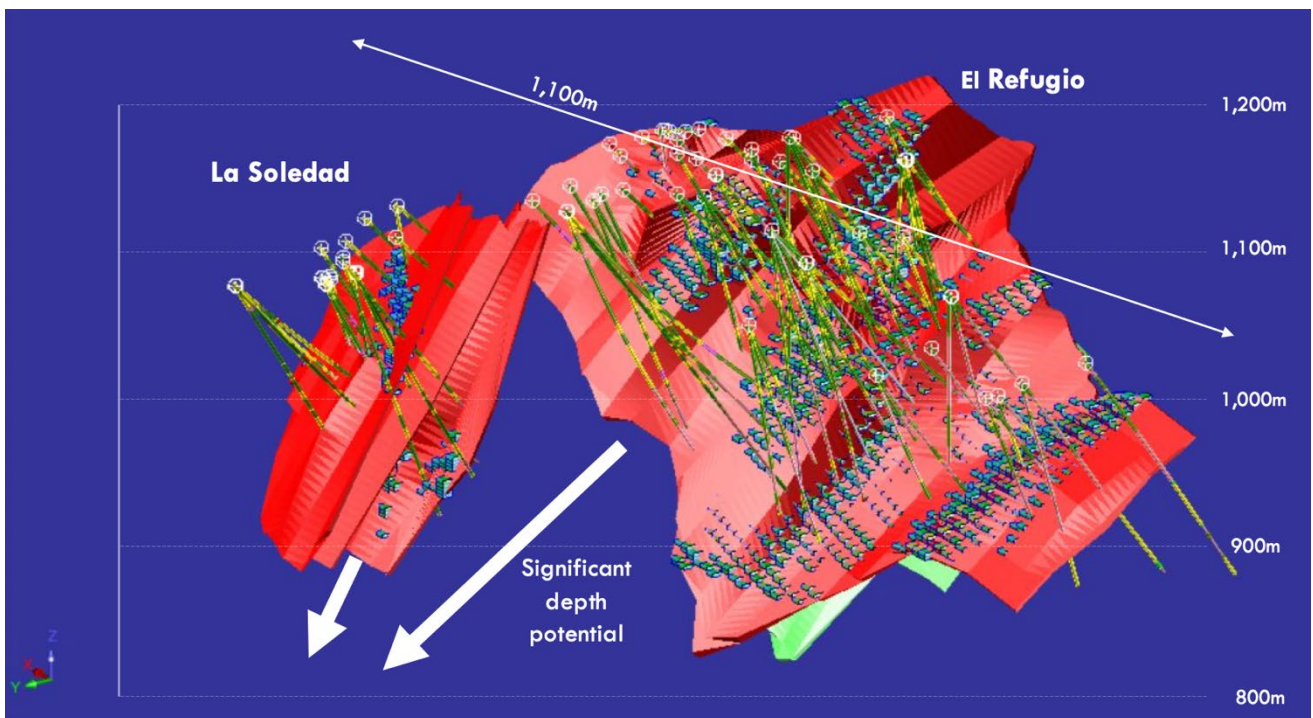 El Refugio
1,100m
1,200m
La Soledad
1,100m
1,000m
900m
Significant
depth
potential
800m
Z
X
Y